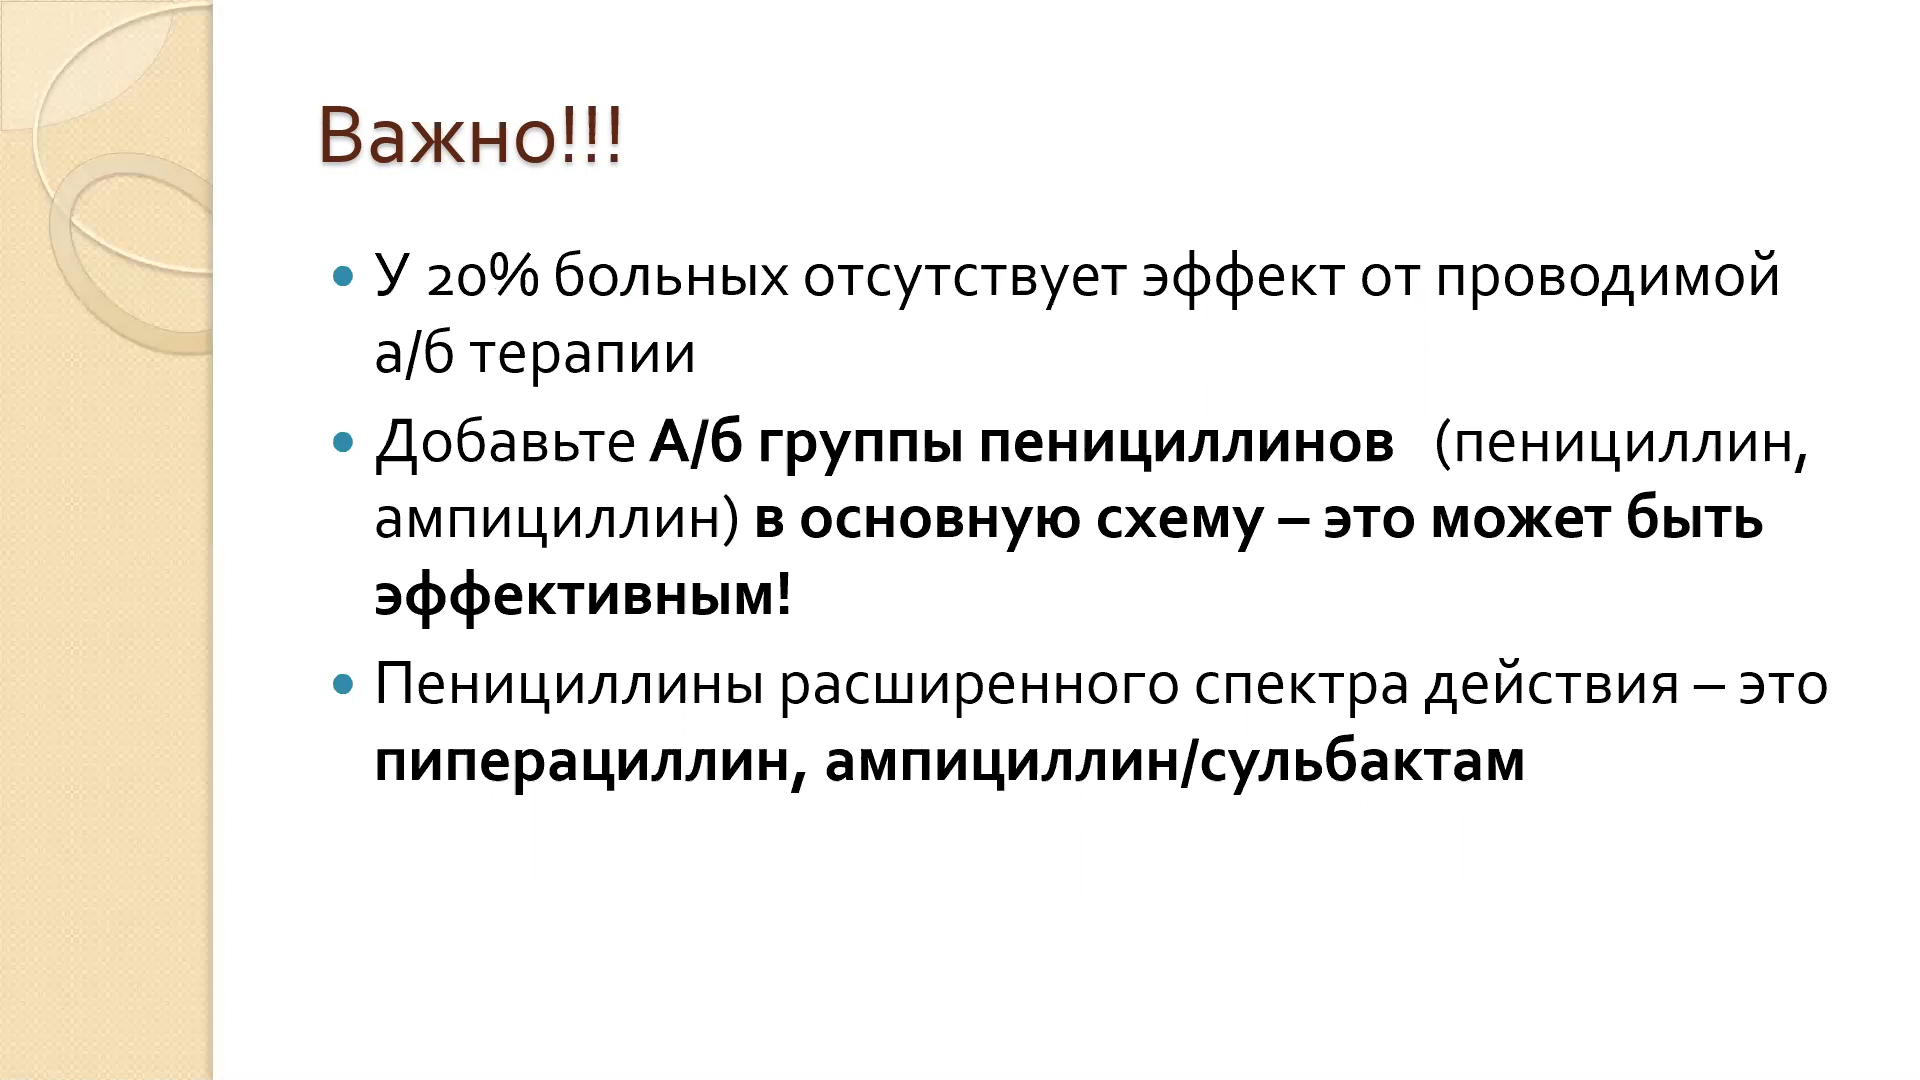 Важно!!!
• У 20% больных отсутствует эффект от проводимой
а/б терапии
• Добавьте А/б группы пенициллинов (пенициллин,
ампициллин) в основную схему – это может быть
эффективным!
• Пенициллины расширенного спектра действия – это
пиперациллин, ампициллин/сульбактам